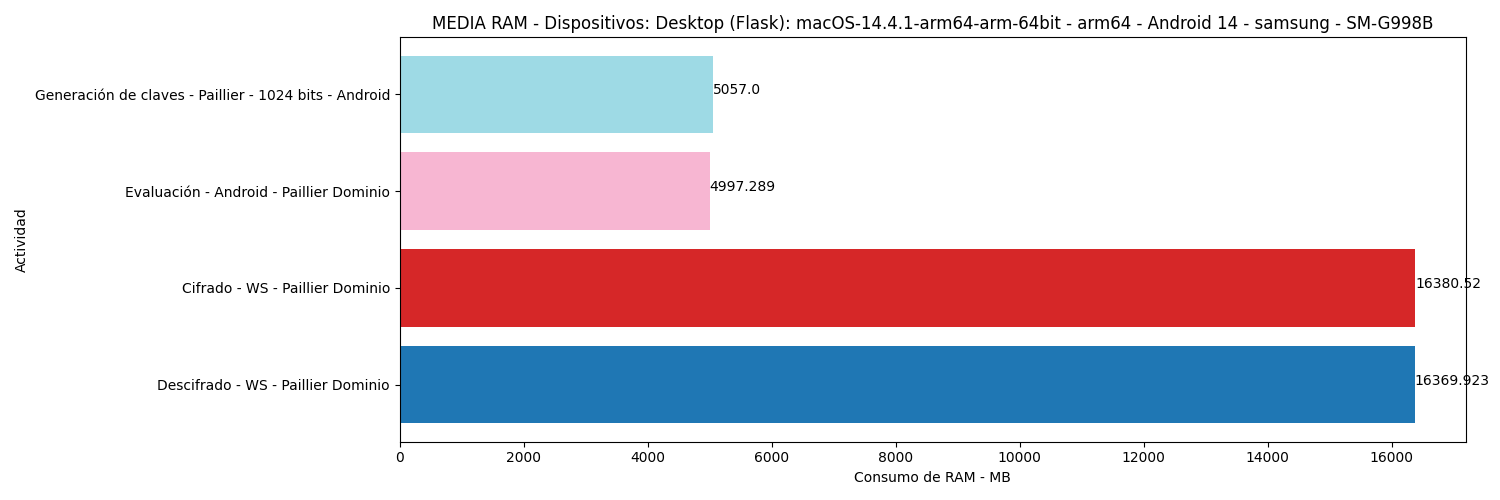 MEDIA RAM - Dispositivos: Desktop (Flask): macOS-14.4.1-arm64-arm-64bit - arm64 - Android 14 - samsung - SM-G998B
Generación de claves - Paillier - 1024 bits - Android
5057.0
Evaluación - Android - Paillier Dominio
4997.289
Cifrado - WS - Paillier Dominio
16380.52
Descifrado - WS - Paillier Dominio
16369.923
Actividad
0 2000 4000 6000 8000 10000 12000 14000 16000
Consumo de RAM - MB